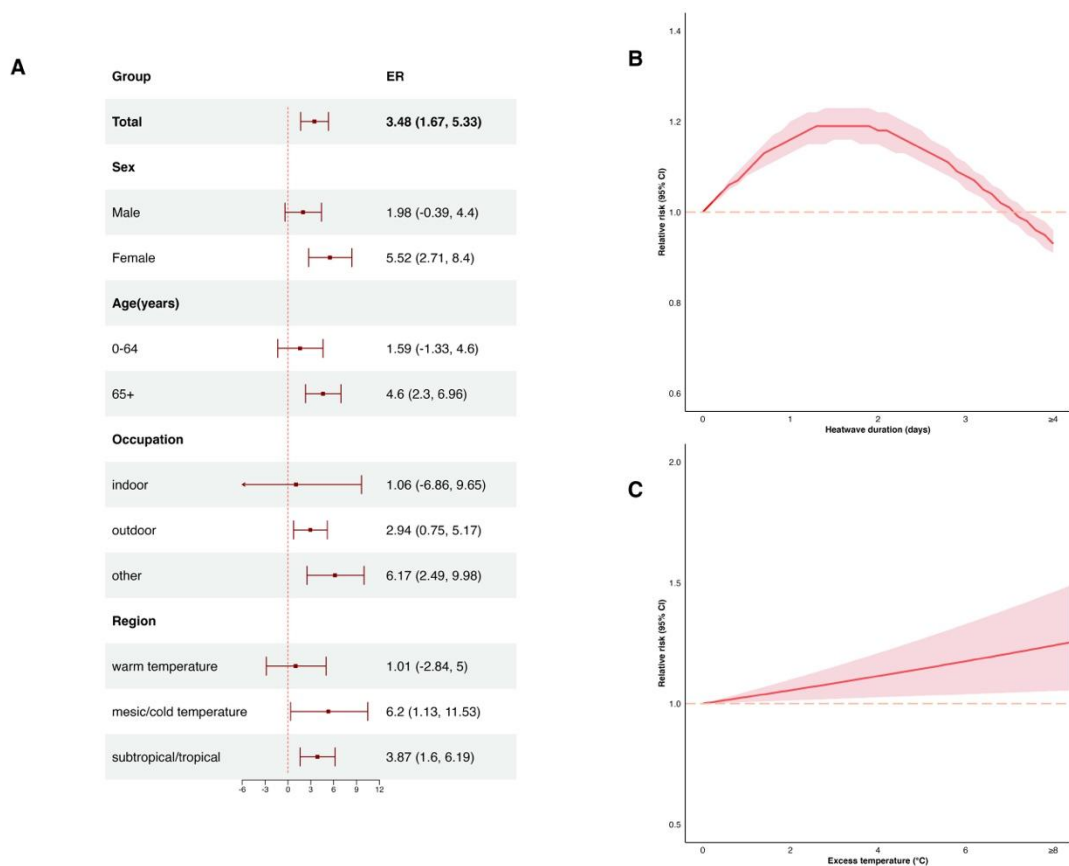 A
Group ER
Total 3.48 (1.67, 5.33)
Sex
Male 1.98 (-0.39, 4.4)
Female 5.52 (2.71, 8.4)
Age(years)
0-64 1.59 (-1.33, 4.6)
65+ 4.6 (2.3, 6.96)
Occupation
indoor 1.06 (-6.86, 9.65)
outdoor 2.94 (0.75, 5.17)
other 6.17 (2.49, 9.98)
Region
warm temperature 1.01 (-2.84, 5)
mesic/cold temperature 6.2 (1.13, 11.53)
subtropical/tropical 3.87 (1.6, 6.19)
-6 -3 0 3 6 9 12
B
Relative risk (95% CI)
1.4
1.2
1.0
0.8
0.6
0 1 2 3 ≥4
Heatwave duration (days)
C
Relative risk (95% CI)
2.0
1.5
1.0
0.5
0 2 4 6 ≥8
Excess temperature (°C)